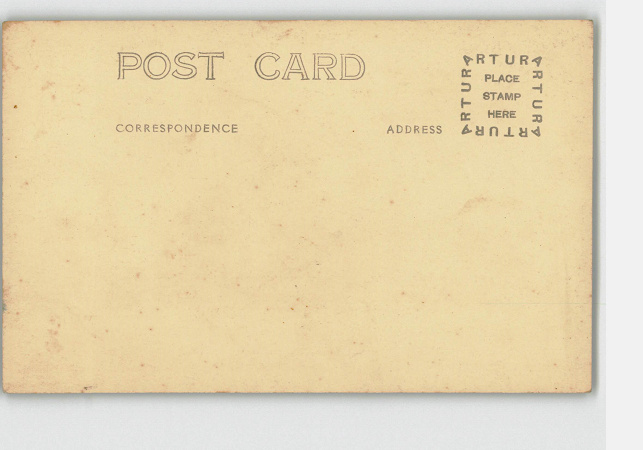 POST CARD
CORRESPONDENCE
ADDRESS
ARTURA
PLACE
STAMP
HERE
ARTURA
ARTURA
ARTURA